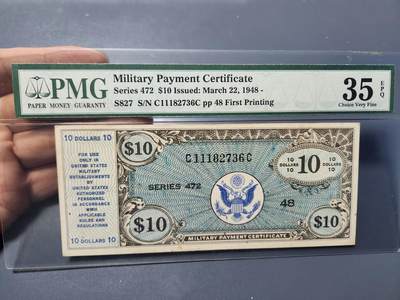 PMG
PAPER MONEY GUARANTY
Military Payment Certificate
Series 472 $10 Issued: March 22, 1948 -
S827 S/N C11182736C pp 48 First Printing
35
EPQ
Choice Very Fine
10 DOLLARS 10
FOR USE
ONLY IN
UNITED STATES
MILITARY
ESTABLISHMENTS
BY
UNITED STATES
AUTHORIZED
PERSONNEL
IN ACCORDANCE
WITH
APPLICABLE
RULES AND
REGULATIONS
10 DOLLARS 10
$10
C11182736C
SERIES 472
10 DOLLARS 10
10
10 DOLLARS 10
48
$10
$10
MILITARY PAYMENT CERTIFICATE